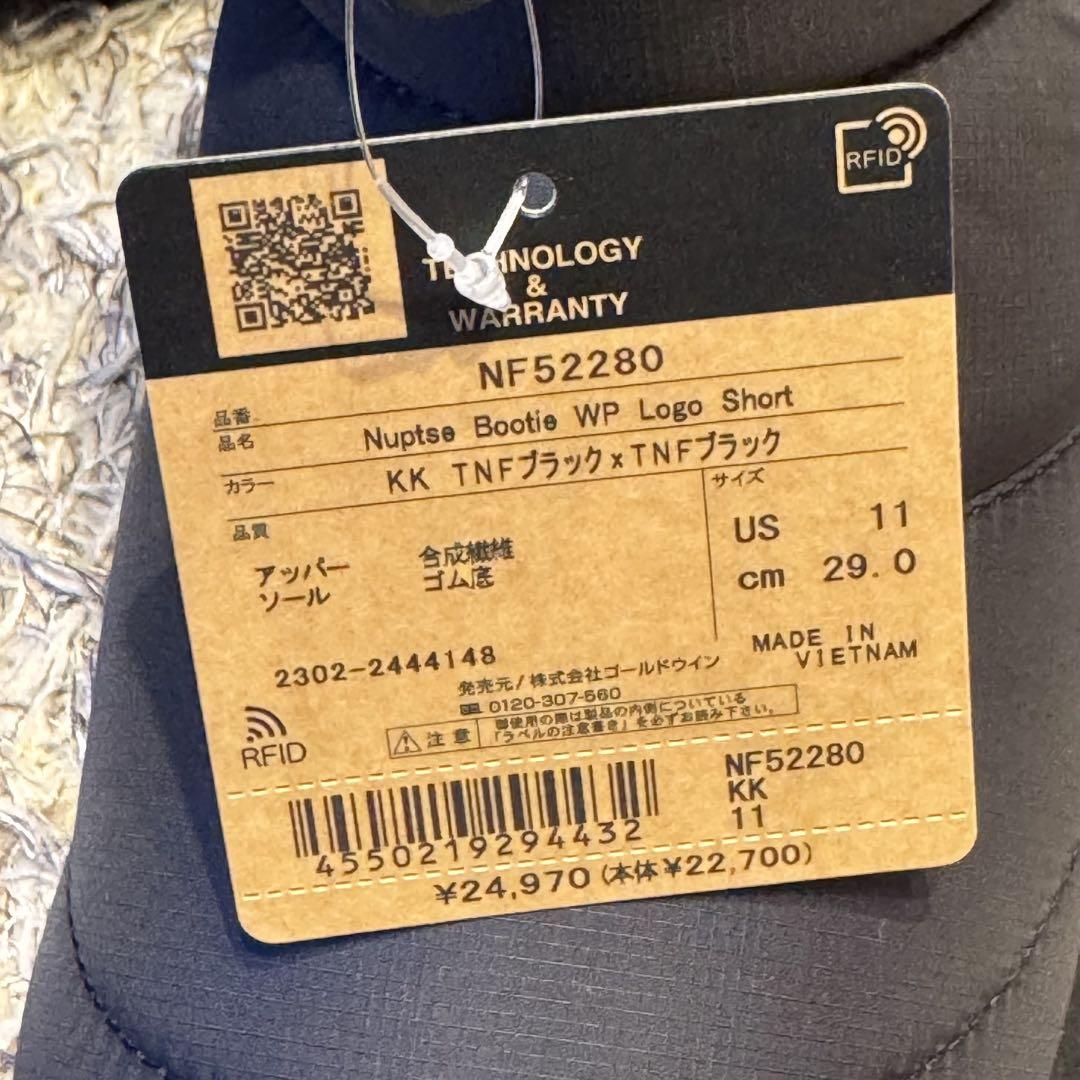 RFID
TECHNOLOGY
&
WARRANTY
品番 NF52280
品名 Nuptse Bootie WP Logo Short
カラー KK TNFブラックxTNFブラック
品質
サイズ
アッパー 合成繊維
ソール ゴム底
US 11
cm 29.0
2302-2444148
MADE IN
VIETNAM
発売元/株式会社ゴールドウイン
0120-307-560
注意
御使用の際は製品の内側についている
「ラベルの注意書き」を必ずお読み下さい。
RFID
NF52280
KK
11
4550219294432
¥24,970(本体¥22,700)